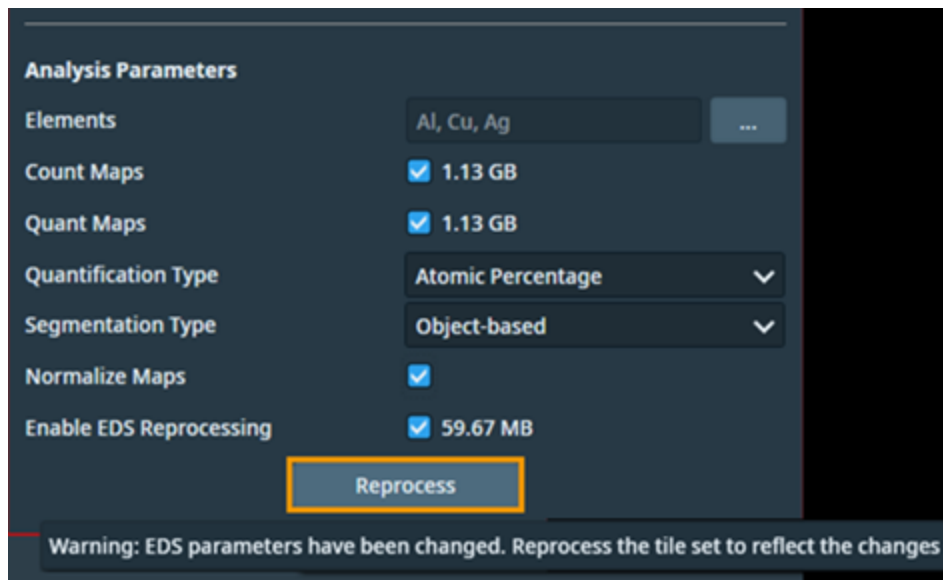 Analysis Parameters
Elements Al, Cu, Ag ...
Count Maps 1.13 GB
Quant Maps 1.13 GB
Quantification Type Atomic Percentage
Segmentation Type Object-based
Normalize Maps
Enable EDS Reprocessing 59.67 MB
Reprocess
Warning: EDS parameters have been changed. Reprocess the tile set to reflect the changes